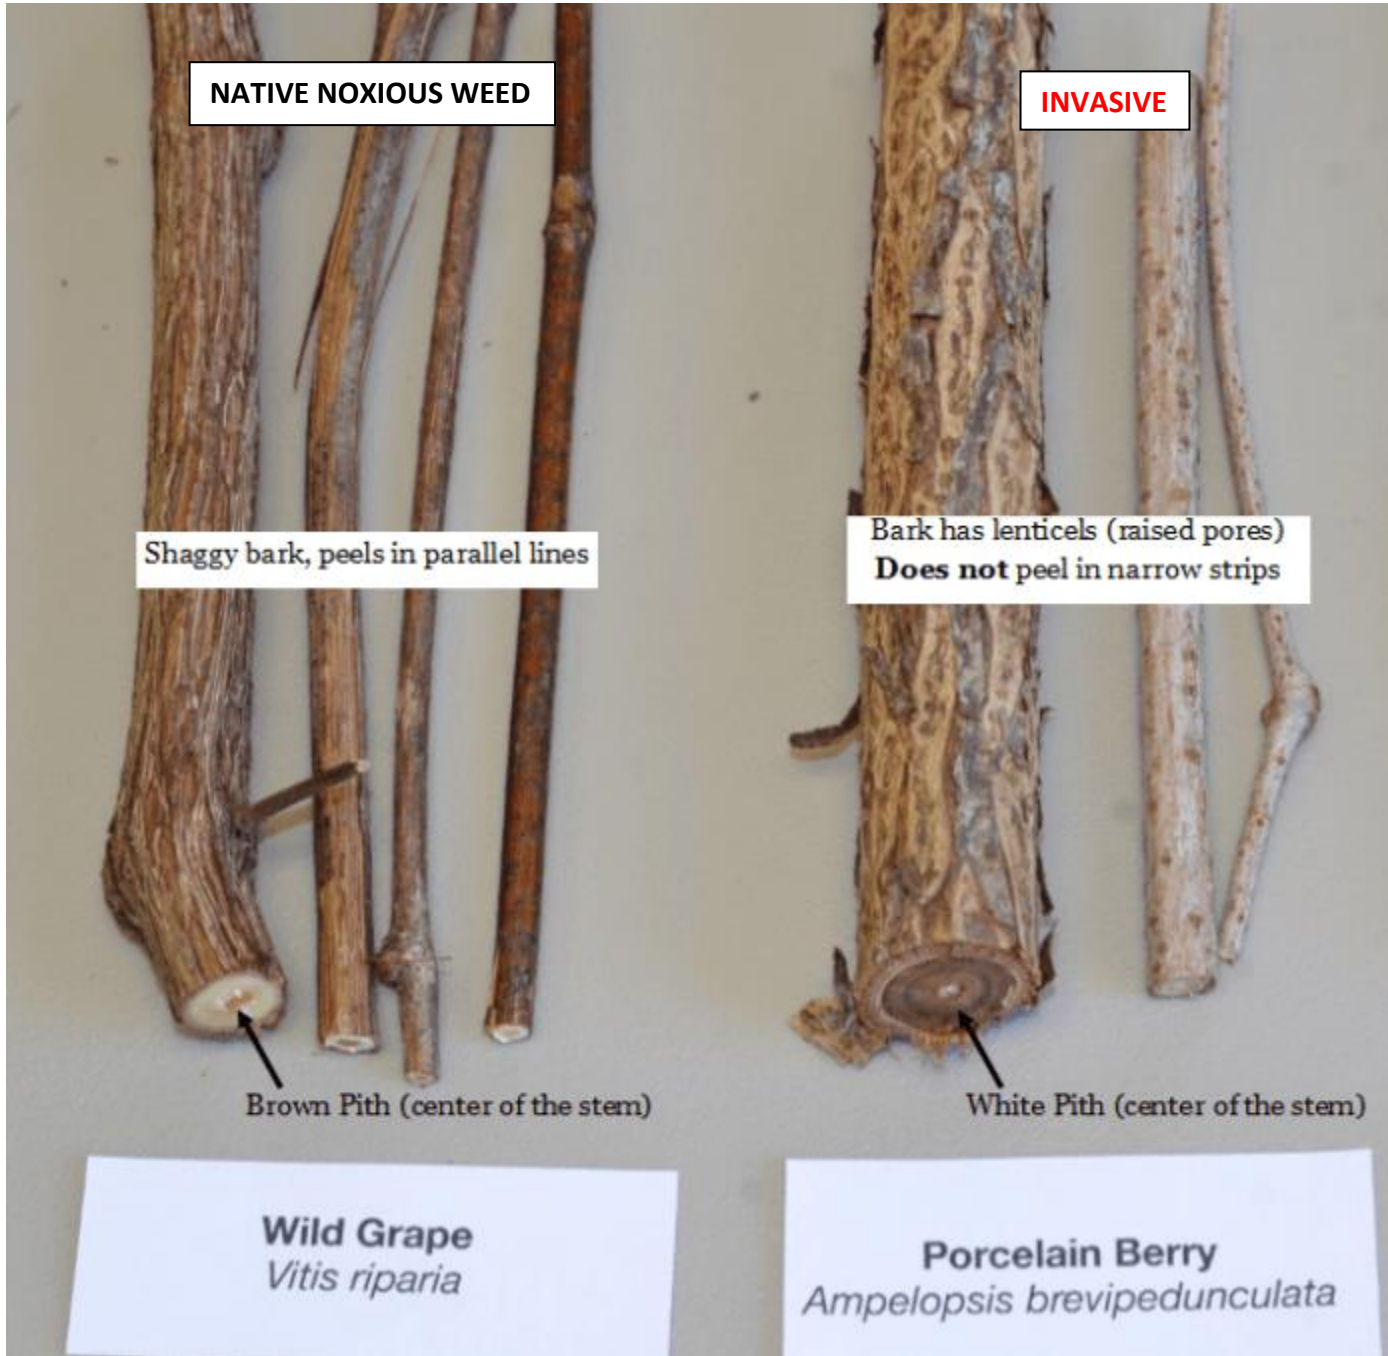 NATIVE NOXIOUS WEED
INVASIVE
Shaggy bark, peels in parallel lines
Bark has lenticels (raised pores)
Does not peel in narrow strips
Brown Pith (center of the stem)
White Pith (center of the stem)
Wild Grape
Vitis riparia
Porcelain Berry
Ampelopsis brevipedunculata